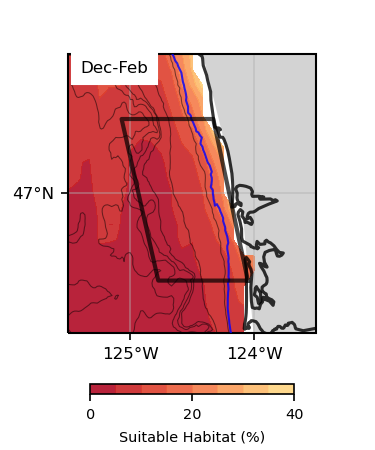 Dec-Feb
47°N
125°W 124°W
0 20 40
Suitable Habitat (%)